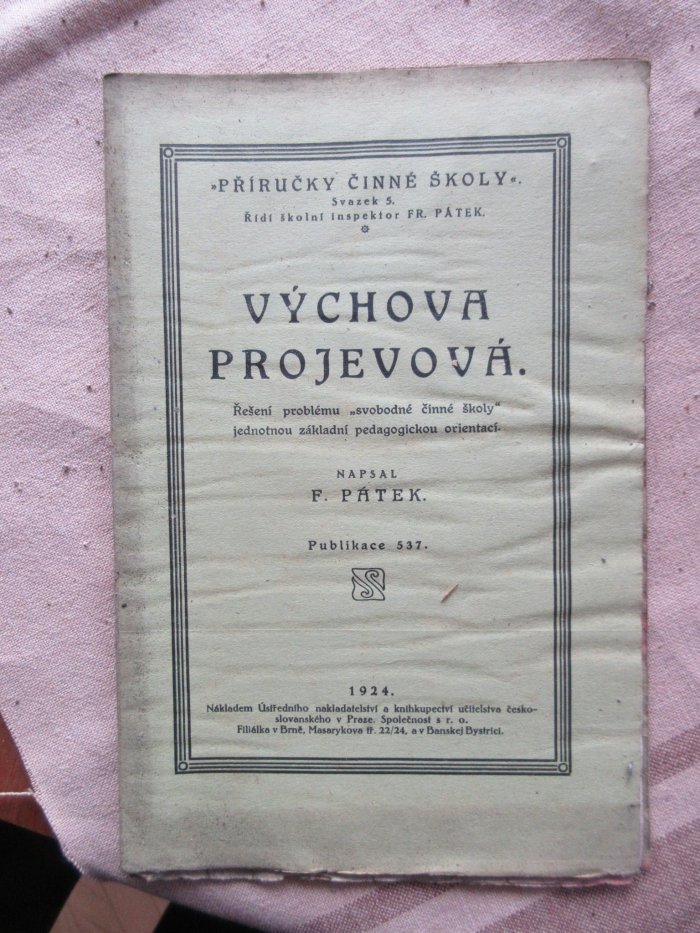 »PŘÍRUČKY ČINNÉ ŠKOLY«.
Svazek 5.
Řídí školní inspektor FR. PÁTEK.
VÝCHOVA
PROJEVOVÁ.
Řešení problému „svobodné činné školy"
jednotnou základní pedagogickou orientací.
NAPSAL
F. PÁTEK.
Publikace 537.
1924.
Nákladem Ústředního nakladatelství a knihkupectví učitelstva česko-
slovanského v Praze. Společnost s r. o.
Filiálka v Brně, Masarykova tř. 22/24, a v Banskej Bystrici.